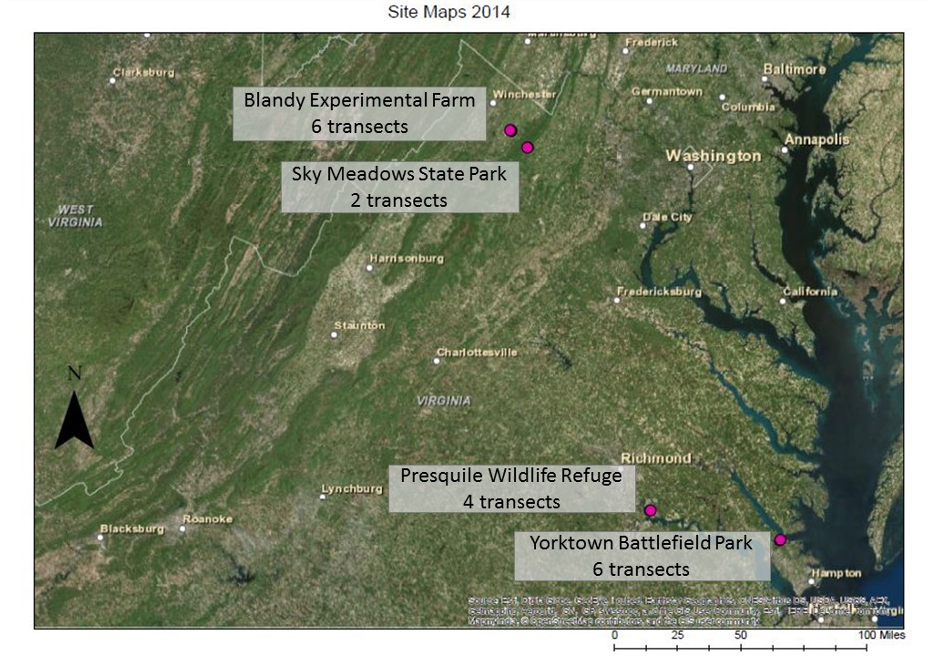 Site Maps 2014
Clarksburg
Frederick
MARYLAND
Baltimore
Winchester
Germantown
Columbia
Blandy Experimental Farm
6 transects
Annapolis
Washington
Sky Meadows State Park
2 transects
WEST
VIRGINIA
Dale City
Harrisonburg
Fredericksburg
California
Staunton
Charlottesville
N
VIRGINIA
Richmond
Presquile Wildlife Refuge
4 transects
Lynchburg
Roanoke
Blacksburg
Yorktown Battlefield Park
6 transects
Hampton
0 25 50 100 Miles